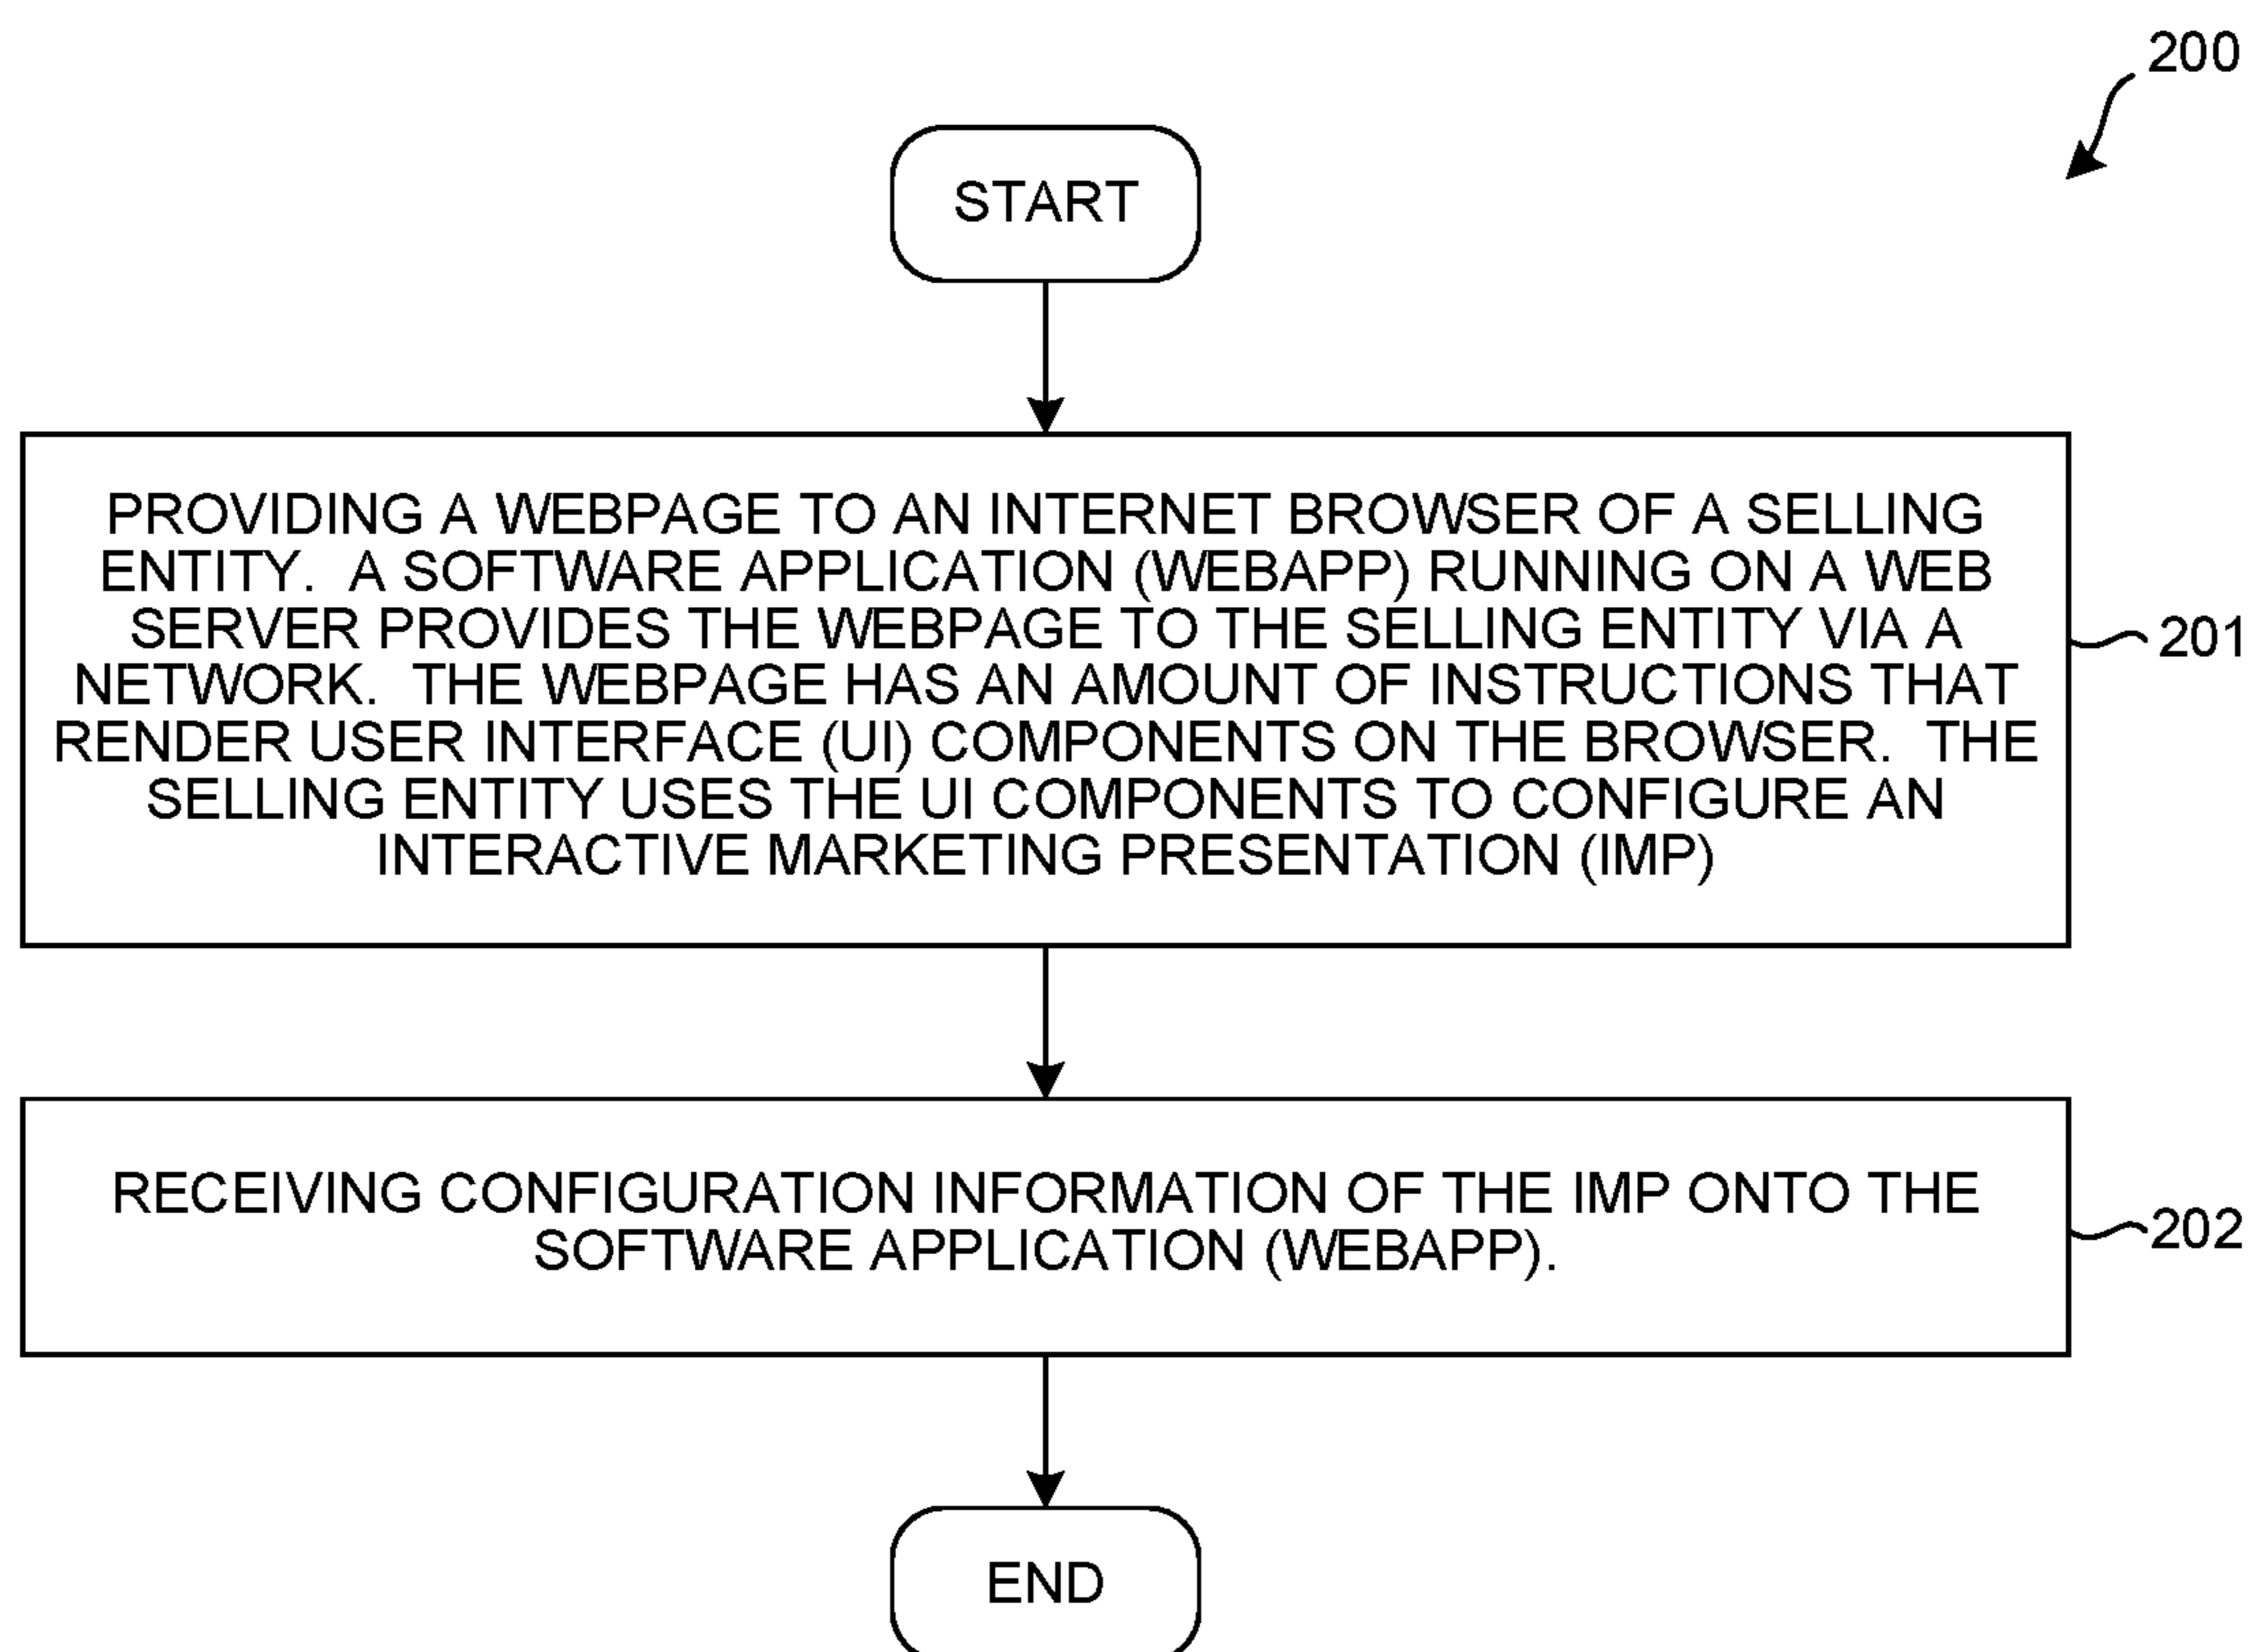 200
START
PROVIDING A WEBPAGE TO AN INTERNET BROWSER OF A SELLING
ENTITY.  A SOFTWARE APPLICATION (WEBAPP) RUNNING ON A WEB
SERVER PROVIDES THE WEBPAGE TO THE SELLING ENTITY VIA A
NETWORK.  THE WEBPAGE HAS AN AMOUNT OF INSTRUCTIONS THAT
RENDER USER INTERFACE (UI) COMPONENTS ON THE BROWSER.  THE
SELLING ENTITY USES THE UI COMPONENTS TO CONFIGURE AN
INTERACTIVE MARKETING PRESENTATION (IMP)
201
RECEIVING CONFIGURATION INFORMATION OF THE IMP ONTO THE
SOFTWARE APPLICATION (WEBAPP).
202
END